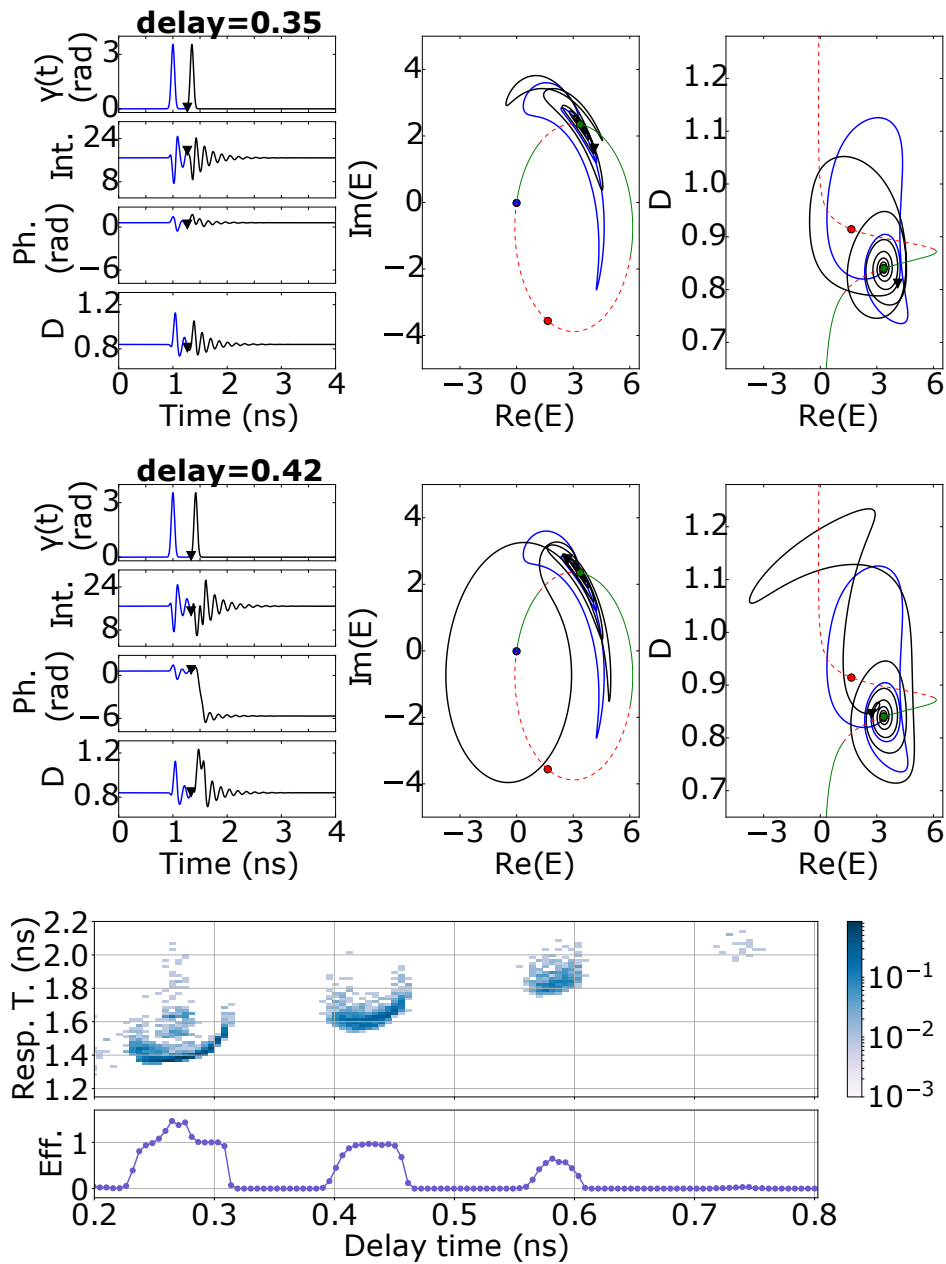 delay=0.35
γ(t) (rad)
3
0
Int.
24
8
Ph. (rad)
0
−6
D
1.2
0.8
0 1 2 3 4
Time (ns)
Im(E)
4
2
0
−2
−4
−3 0 3 6
Re(E)
D
1.2
1.1
1.0
0.9
0.8
0.7
−3 0 3 6
Re(E)
delay=0.42
γ(t) (rad)
3
0
Int.
24
8
Ph. (rad)
0
−6
D
1.2
0.8
0 1 2 3 4
Time (ns)
Im(E)
4
2
0
−2
−4
−3 0 3 6
Re(E)
D
1.2
1.1
1.0
0.9
0.8
0.7
−3 0 3 6
Re(E)
Resp. T. (ns)
2.2
2.0
1.8
1.6
1.4
1.2
10⁻¹
10⁻²
10⁻³
Eff.
1
0
0.2 0.3 0.4 0.5 0.6 0.7 0.8
Delay time (ns)